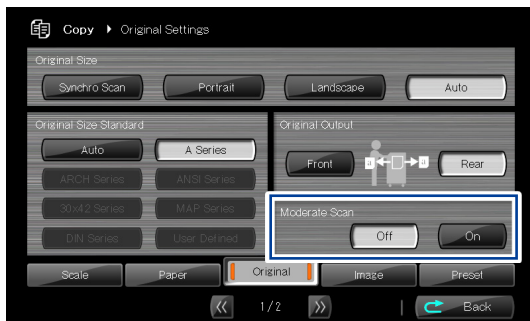 Copy Original Settings
Original Size
Synchro Scan Portrait Landscape Auto
Original Size Standard
Auto A Series
ARCH Series ANSI Series
30x42 Series MAP Series
DIN Series User Defined
Original Output
Front a a Rear
Moderate Scan
Off On
Scale Paper Original Image Preset
1/2 Back